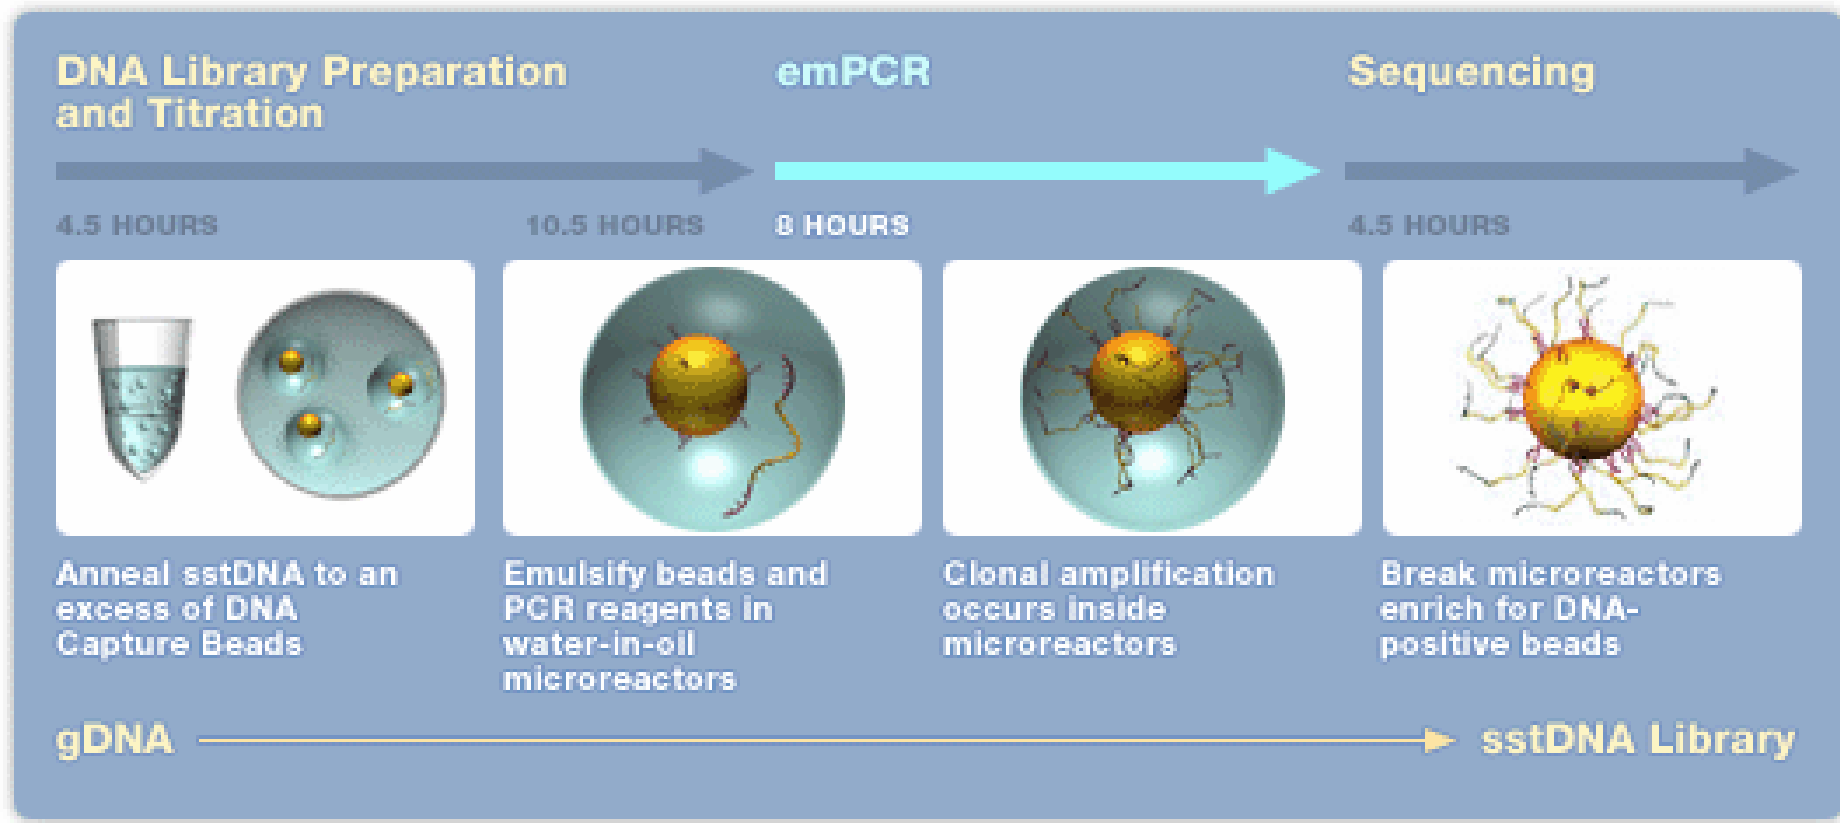 DNA Library Preparation
and Titration
emPCR
Sequencing
4.5 HOURS
10.5 HOURS
8 HOURS
4.5 HOURS
Anneal sstDNA to an
excess of DNA
Capture Beads
Emulsify beads and
PCR reagents in
water-in-oil
microreactors
Clonal amplification
occurs inside
microreactors
Break microreactors
enrich for DNA-
positive beads
gDNA
sstDNA Library